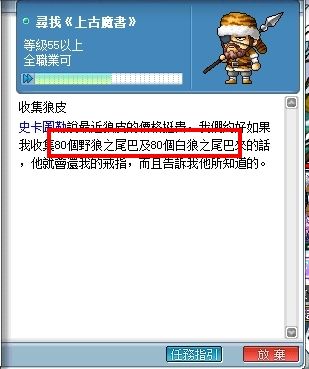 尋找《上古魔書》
等級55以上
全職業可
收集狼皮
史卡團勒說最近狼皮的價格挺貴。我們約好如果
我收集80個野狼之尾巴及80個白狼之尾巴來的話
，他就會還我的戒指，而且告訴我他所知道的。
任務指引
放棄